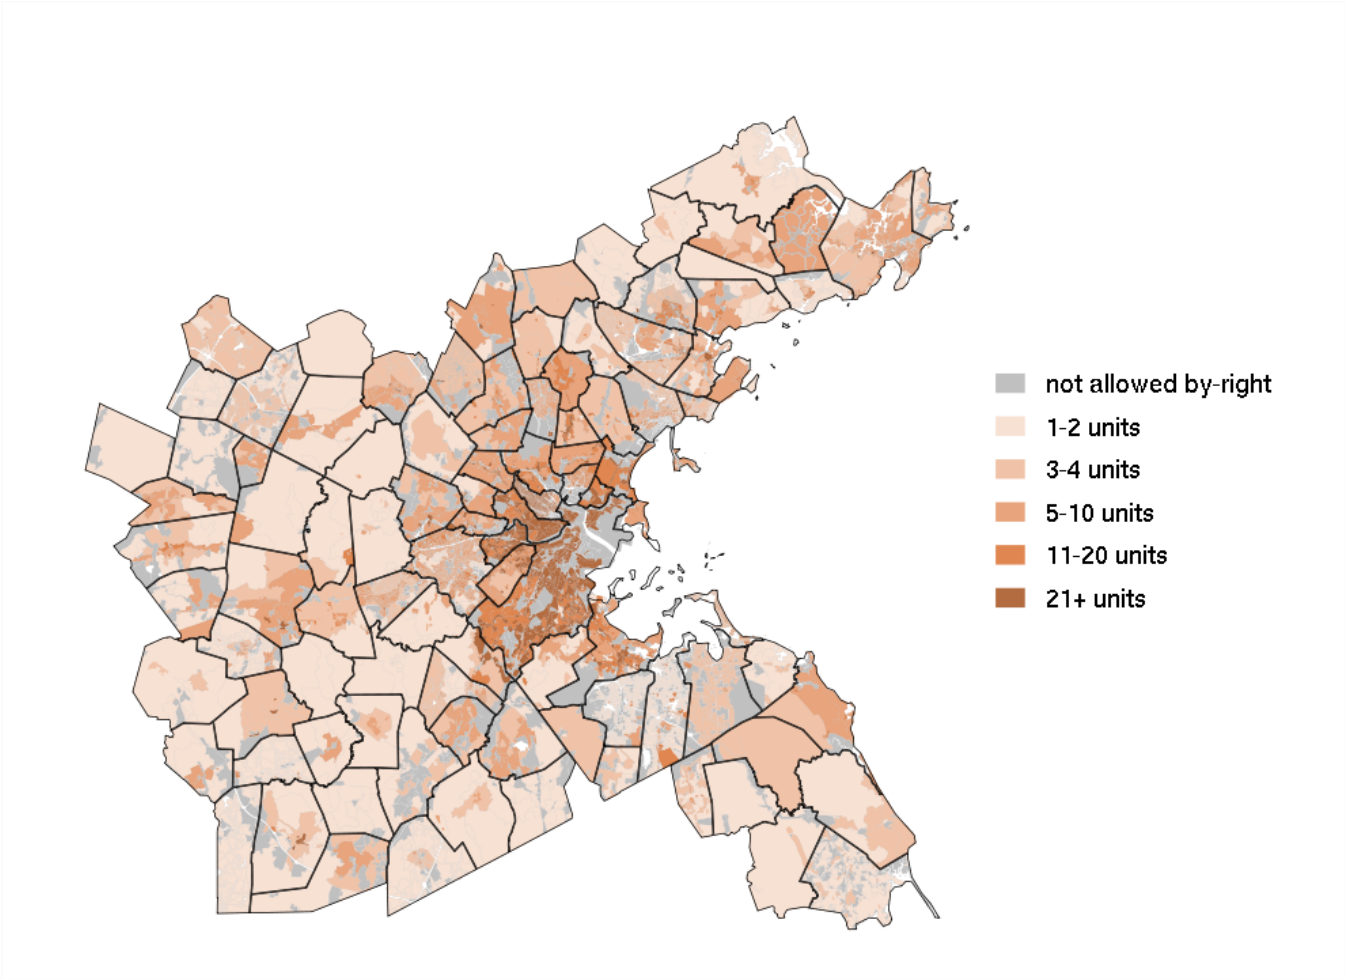 not allowed by-right
1-2 units
3-4 units
5-10 units
11-20 units
21+ units